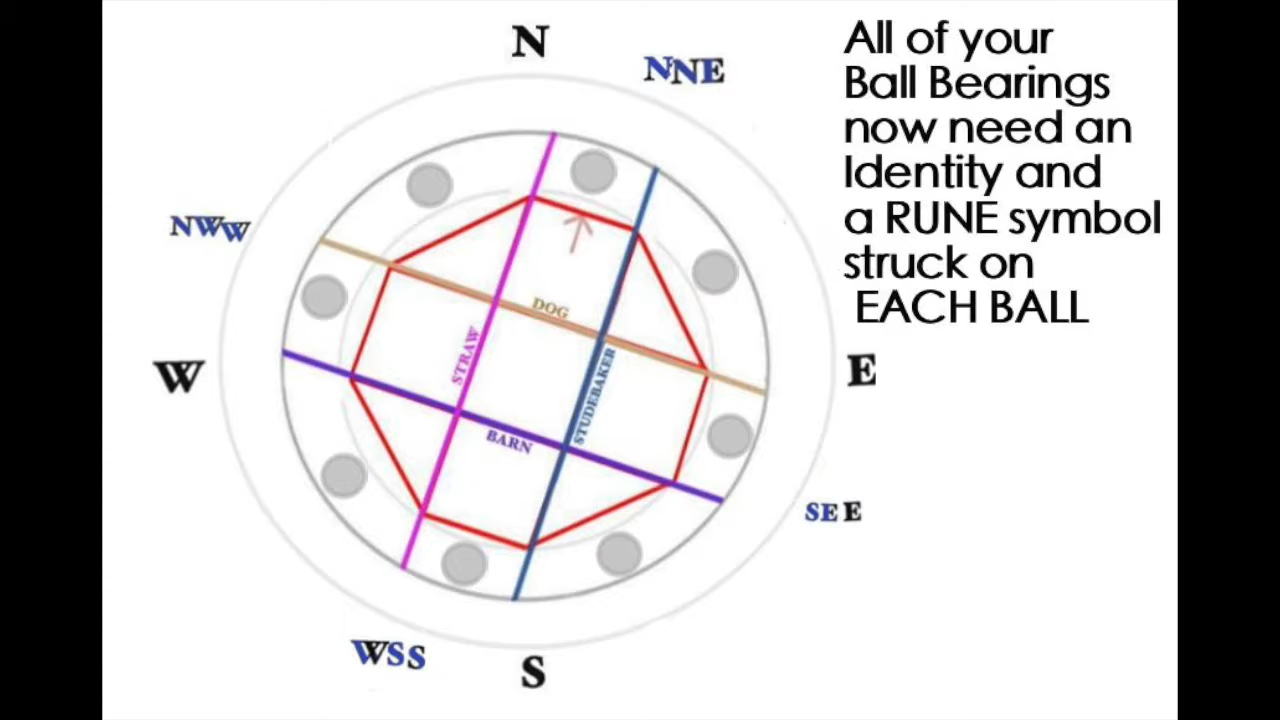 N
NNE
All of your
Ball Bearings
now need an
Identity and
a RUNE symbol
struck on
EACH BALL
NWW
DOG
STRAW
STUDEBAKER
W
E
BARN
SEE
WSS
S